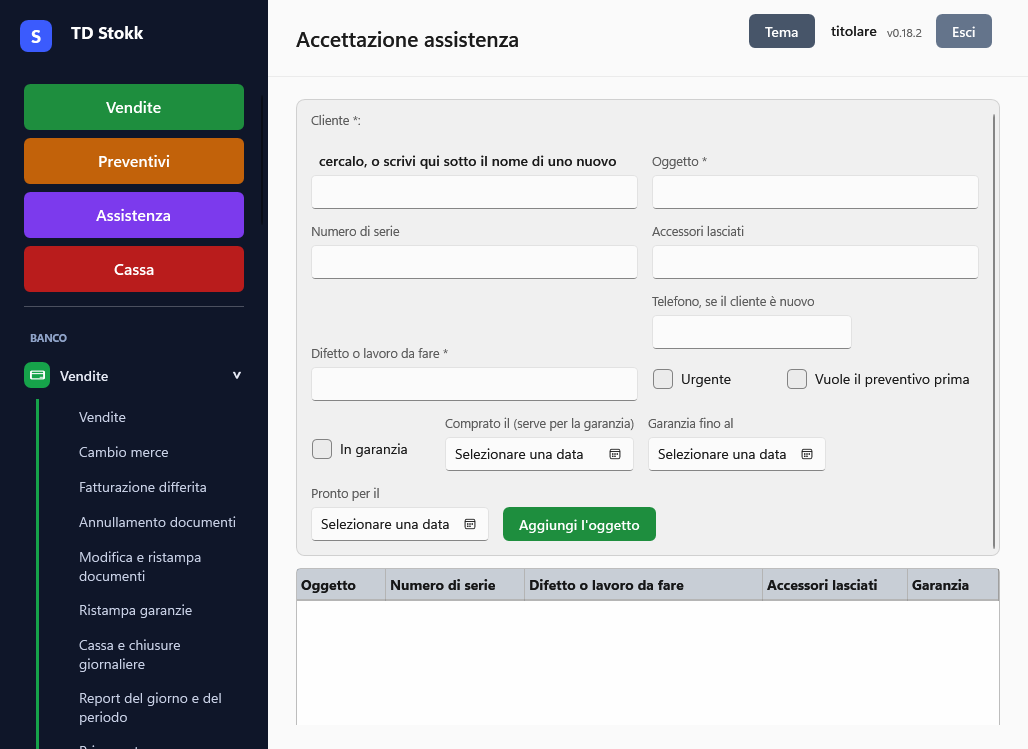 S
TD Stokk
Vendite
Preventivi
Assistenza
Cassa
BANCO
Vendite
Vendite
Cambio merce
Fatturazione differita
Annullamento documenti
Modifica e ristampa
documenti
Ristampa garanzie
Cassa e chiusure
giornaliere
Report del giorno e del
periodo
Accettazione assistenza
Tema
titolare
v0.18.2
Esci
Cliente *:
cercalo, o scrivi qui sotto il nome di uno nuovo
Oggetto *
Numero di serie
Accessori lasciati
Telefono, se il cliente è nuovo
Difetto o lavoro da fare *
Urgente
Vuole il preventivo prima
In garanzia
Comprato il (serve per la garanzia)
Selezionare una data
Garanzia fino al
Selezionare una data
Pronto per il
Selezionare una data
Aggiungi l'oggetto
Oggetto Numero di serie Difetto o lavoro da fare Accessori lasciati Garanzia